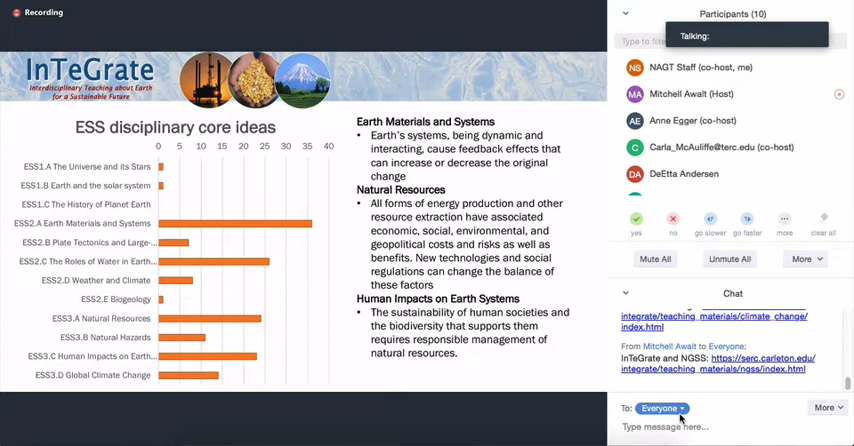 Recording
InTeGrate
Interdisciplinary Teaching about Earth
for a Sustainable Future
ESS disciplinary core ideas
0 5 10 15 20 25 30 35 40
ESS1.A The Universe and its Stars
ESS1.B Earth and the solar system
ESS1.C The History of Planet Earth
ESS2.A Earth Materials and Systems
ESS2.B Plate Tectonics and Large-...
ESS2.C The Roles of Water in Earth...
ESS2.D Weather and Climate
ESS2.E Biogeology
ESS3.A Natural Resources
ESS3.B Natural Hazards
ESS3.C Human Impacts on Earth...
ESS3.D Global Climate Change
Earth Materials and Systems
• Earth's systems, being dynamic and
interacting, cause feedback effects that
can increase or decrease the original
change
Natural Resources
• All forms of energy production and other
resource extraction have associated
economic, social, environmental, and
geopolitical costs and risks as well as
benefits. New technologies and social
regulations can change the balance of
these factors
Human Impacts on Earth Systems
• The sustainability of human societies and
the biodiversity that supports them
requires responsible management of
natural resources.
Participants (10)
Talking:
Type to filte
NS NAGT Staff (co-host, me)
MA Mitchell Awalt (Host)
AE Anne Egger (co-host)
C Carla_McAuliffe@terc.edu (co-host)
DA DeEtta Andersen
yes no go slower go faster more clear all
Mute All Unmute All More
Chat
integrate/teaching_materials/climate_change/
index.html
From Mitchell Awalt to Everyone:
InTeGrate and NGSS: https://serc.carleton.edu/
integrate/teaching_materials/ngss/index.html
To: Everyone More
Type message here...